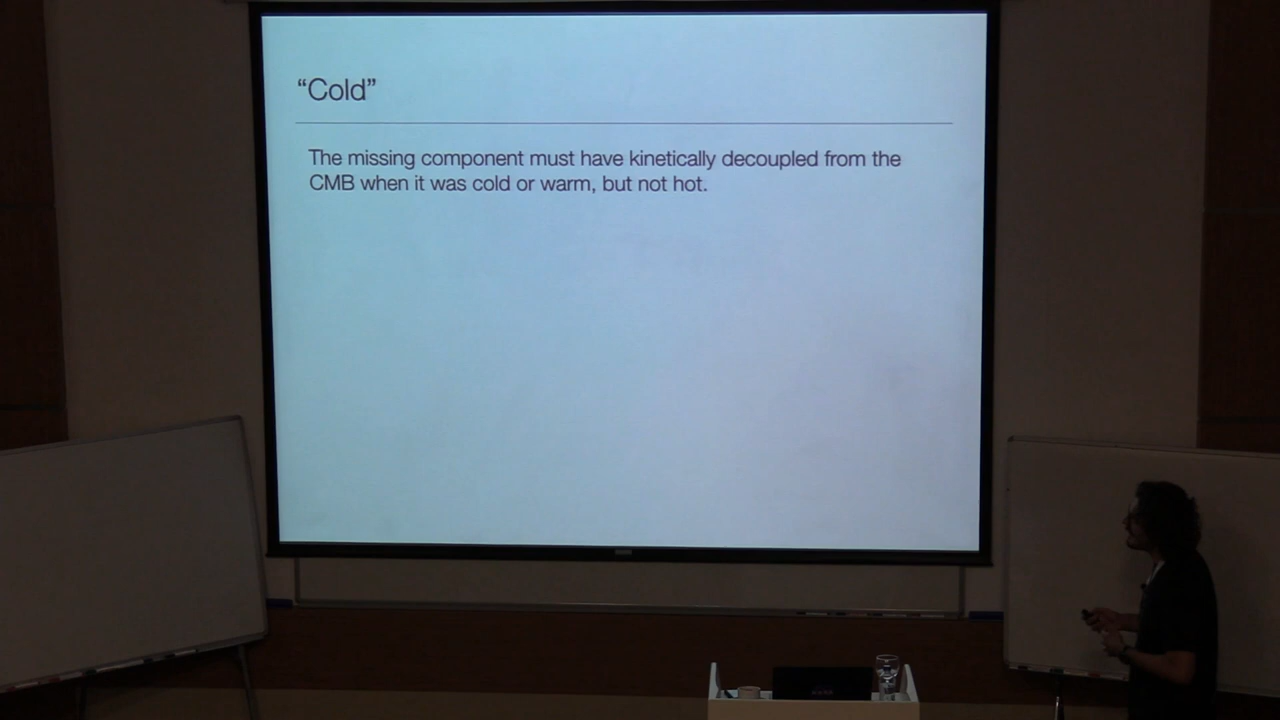 “Cold”
The missing component must have kinetically decoupled from the
CMB when it was cold or warm, but not hot.